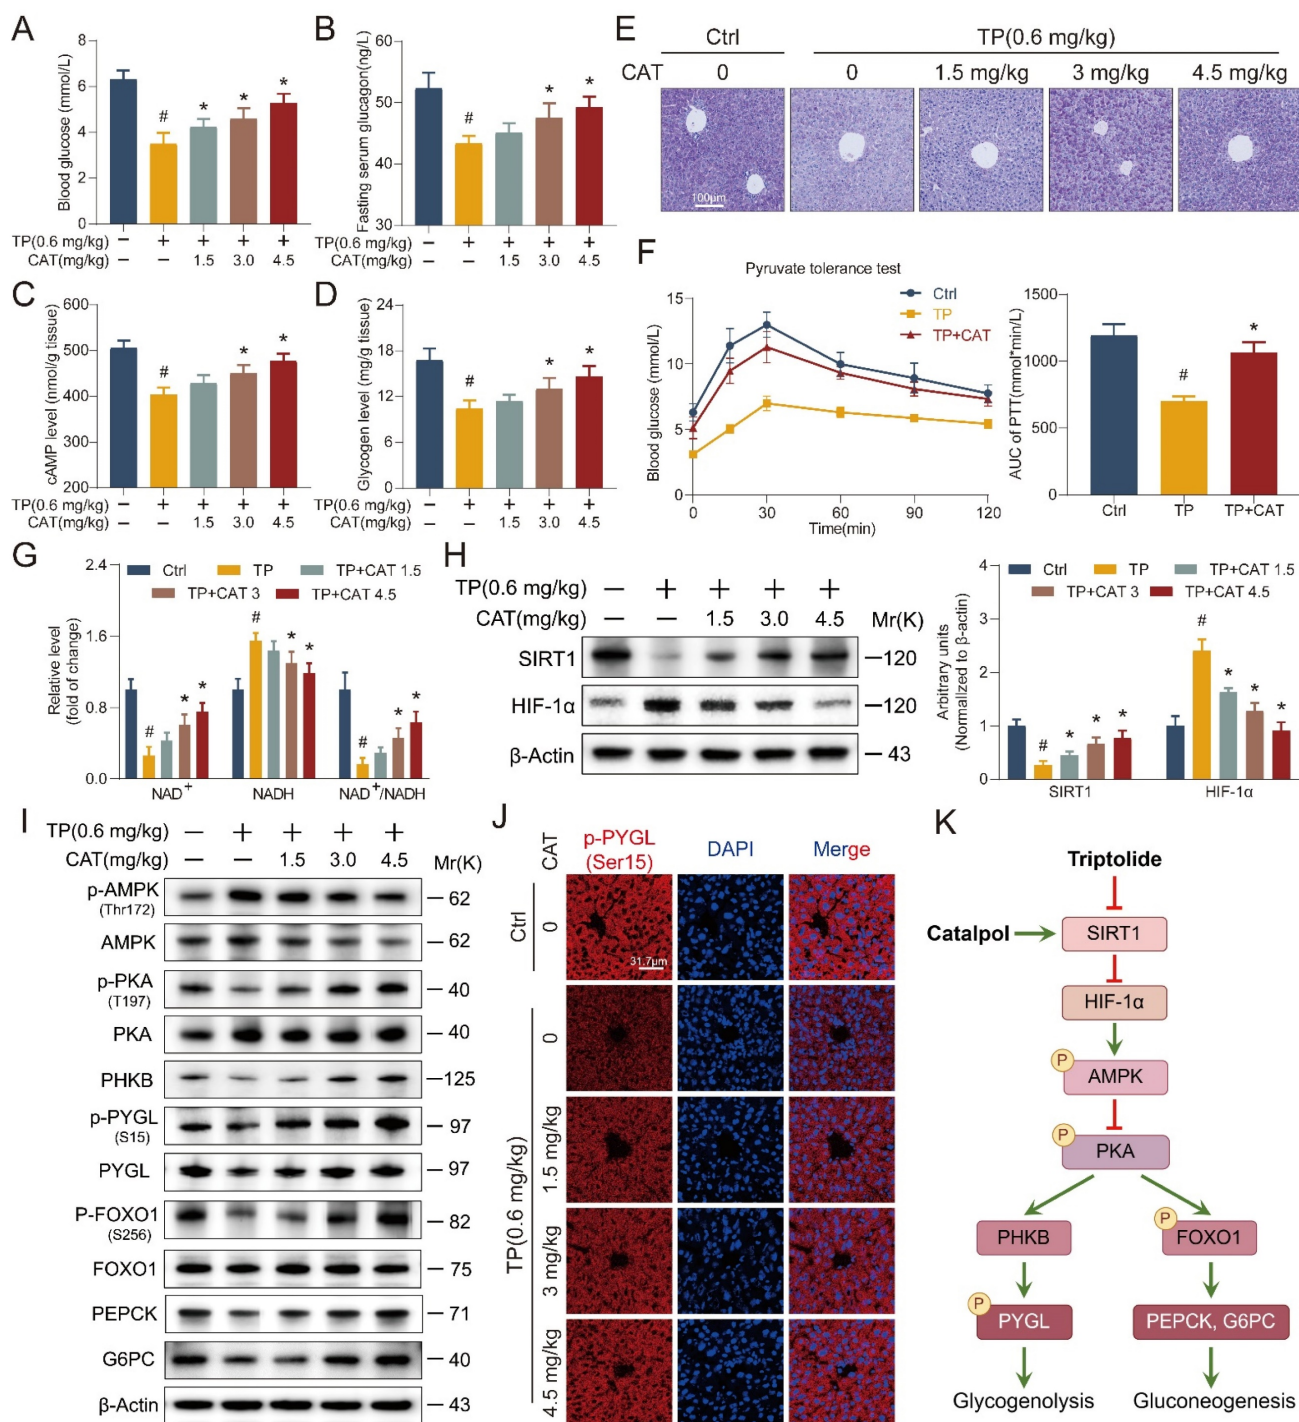 A
Blood glucose (mmol/L)
8
6
4
2
0
#
*
*
*
TP(0.6 mg/kg) − + + + +
CAT(mg/kg) − − 1.5 3.0 4.5
B
Fasting serum glucagon(ng/L)
60
50
40
30
#
*
*
TP(0.6 mg/kg) − + + + +
CAT(mg/kg) − − 1.5 3.0 4.5
E
Ctrl TP(0.6 mg/kg)
CAT 0 0 1.5 mg/kg 3 mg/kg 4.5 mg/kg
100μm
C
cAMP level (nmol/g tissue)
600
500
400
300
200
#
*
*
TP(0.6 mg/kg) − + + + +
CAT(mg/kg) − − 1.5 3.0 4.5
D
Glycogen level (mg/g tissue)
24
18
12
6
0
#
*
*
TP(0.6 mg/kg) − + + + +
CAT(mg/kg) − − 1.5 3.0 4.5
F
Pyruvate tolerance test
Ctrl
TP
TP+CAT
Blood glucose (mmol/L)
15
10
5
0
0 30 60 90 120
Time(min)
AUC of PTT(mmol*min/L)
1500
1000
500
0
#
*
Ctrl TP TP+CAT
G
Ctrl TP TP+CAT 1.5
TP+CAT 3 TP+CAT 4.5
Relative level
(fold of change)
2.4
1.6
0.8
0.0
#
*
*
#
*
*
#
*
*
NAD+ NADH NAD+/NADH
H
TP(0.6 mg/kg) − + + + +
CAT(mg/kg) − − 1.5 3.0 4.5 Mr(K)
SIRT1 120
HIF-1α 120
β-Actin 43
Ctrl TP TP+CAT 1.5
TP+CAT 3 TP+CAT 4.5
Arbitrary units
(Normalized to β-actin)
4
3
2
1
0
#
*
*
*
#
*
*
*
SIRT1 HIF-1α
I
TP(0.6 mg/kg) − + + + +
CAT(mg/kg) − − 1.5 3.0 4.5 Mr(K)
p-AMPK 62
(Thr172)
AMPK 62
p-PKA 40
(T197)
PKA 40
PHKB 125
p-PYGL 97
(S15)
PYGL 97
P-FOXO1 82
(S256)
FOXO1 75
PEPCK 71
G6PC 40
β-Actin 43
J
CAT p-PYGL DAPI Merge
(Ser15)
Ctrl
0
31.7μm
TP(0.6 mg/kg)
0
1.5 mg/kg
3 mg/kg
4.5 mg/kg
K
Triptolide
Catalpol SIRT1
HIF-1α
P
AMPK
P
PKA
PHKB P FOXO1
P PYGL PEPCK, G6PC
Glycogenolysis Gluconeogenesis